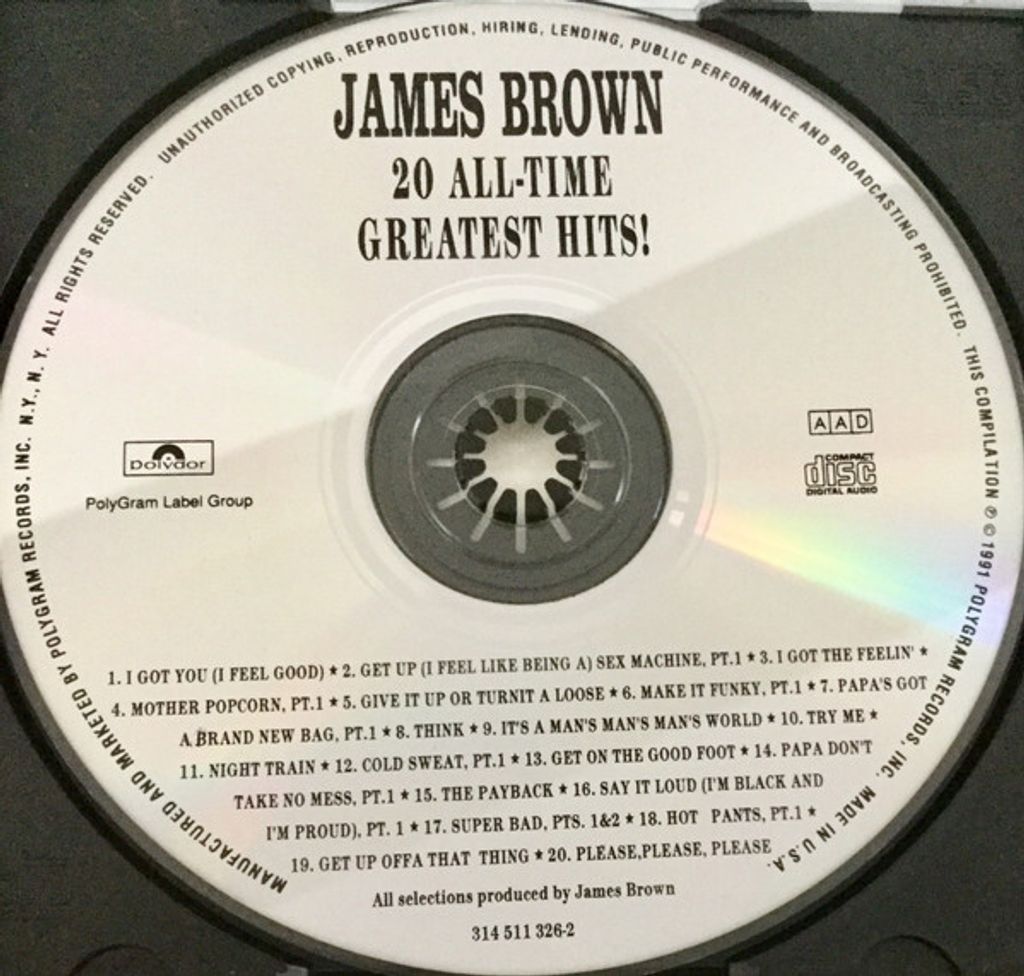 MANUFACTURED AND MARKETED BY POLYGRAM RECORDS, INC. N.Y., N. Y. ALL RIGHTS RESERVED. UNAUTHORIZED COPYING, REPRODUCTION, HIRING, LENDING, PUBLIC PERFORMANCE AND BROADCASTING PROHIBITED. THIS COMPILATION ℗ © 1991 POLYGRAM RECORDS, INC. MADE IN U.S.A.
JAMES BROWN
20 ALL-TIME
GREATEST HITS!
Polydor
PolyGram Label Group
AAD
COMPACT
disc
DIGITAL AUDIO
1. I GOT YOU (I FEEL GOOD) ★ 2. GET UP (I FEEL LIKE BEING A) SEX MACHINE, PT.1 ★ 3. I GOT THE FEELIN' ★
4. MOTHER POPCORN, PT.1 ★ 5. GIVE IT UP OR TURNIT A LOOSE ★ 6. MAKE IT FUNKY, PT.1 ★ 7. PAPA'S GOT
A BRAND NEW BAG, PT.1 ★ 8. THINK ★ 9. IT'S A MAN'S MAN'S MAN'S WORLD ★ 10. TRY ME ★
11. NIGHT TRAIN ★ 12. COLD SWEAT, PT.1 ★ 13. GET ON THE GOOD FOOT ★ 14. PAPA DON'T
TAKE NO MESS, PT.1 ★ 15. THE PAYBACK ★ 16. SAY IT LOUD (I'M BLACK AND
I'M PROUD), PT. 1 ★ 17. SUPER BAD, PTS. 1&2 ★ 18. HOT PANTS, PT.1 ★
19. GET UP OFFA THAT THING ★ 20. PLEASE,PLEASE, PLEASE
All selections produced by James Brown
314 511 326-2